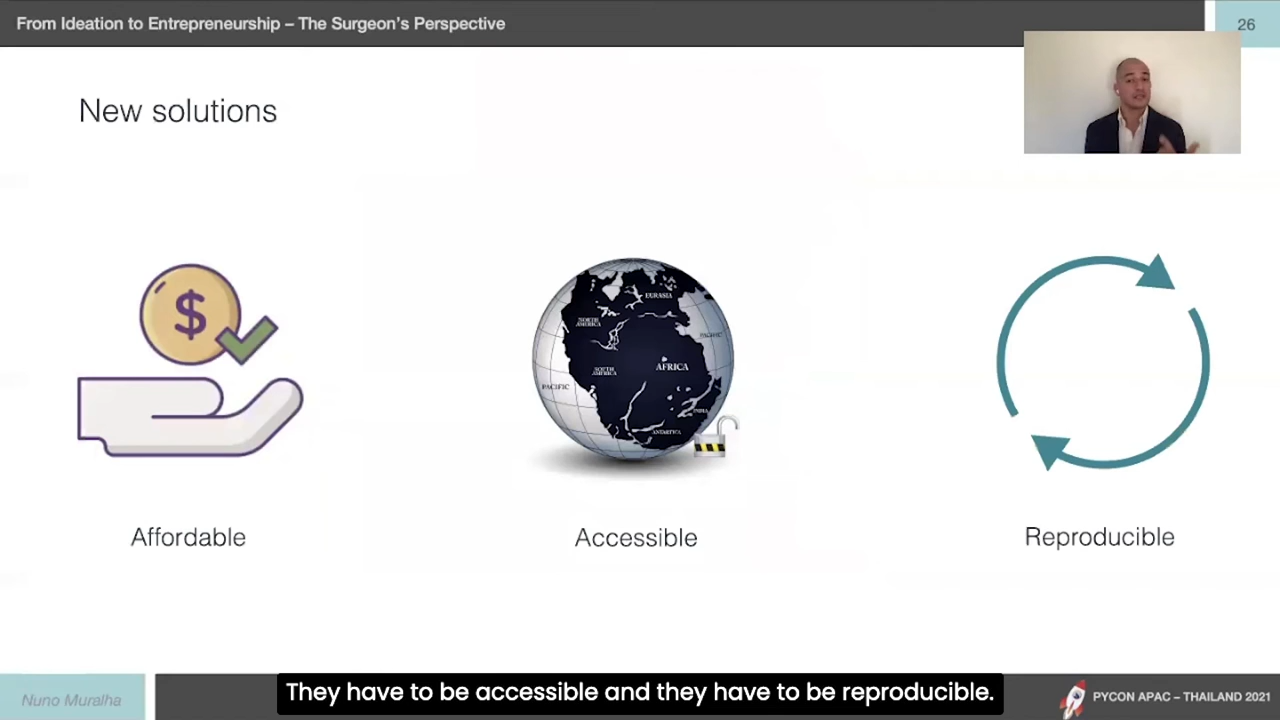 From Ideation to Entrepreneurship – The Surgeon's Perspective
26
New solutions
$
EURASIA
NORTH
AMERICA
PACIFIC
SOUTH
AMERICA
AFRICA
PACIFIC
INDIA
ANTARTICA
Affordable
Accessible
Reproducible
Nuno Muralha
They have to be accessible and they have to be reproducible.
PYCON APAC – THAILAND 2021